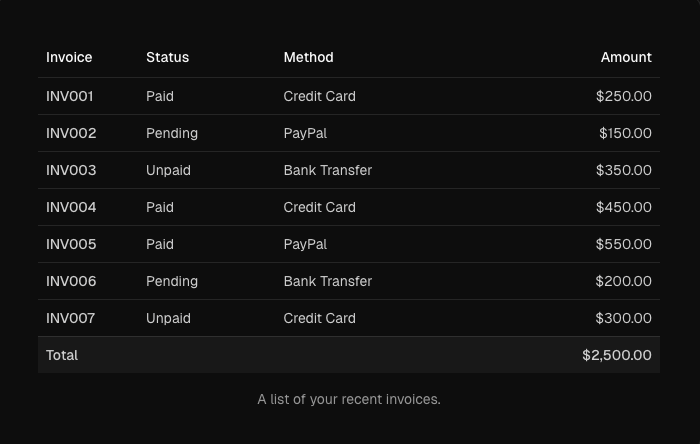 Invoice Status Method Amount
INV001 Paid Credit Card $250.00
INV002 Pending PayPal $150.00
INV003 Unpaid Bank Transfer $350.00
INV004 Paid Credit Card $450.00
INV005 Paid PayPal $550.00
INV006 Pending Bank Transfer $200.00
INV007 Unpaid Credit Card $300.00
Total $2,500.00
A list of your recent invoices.